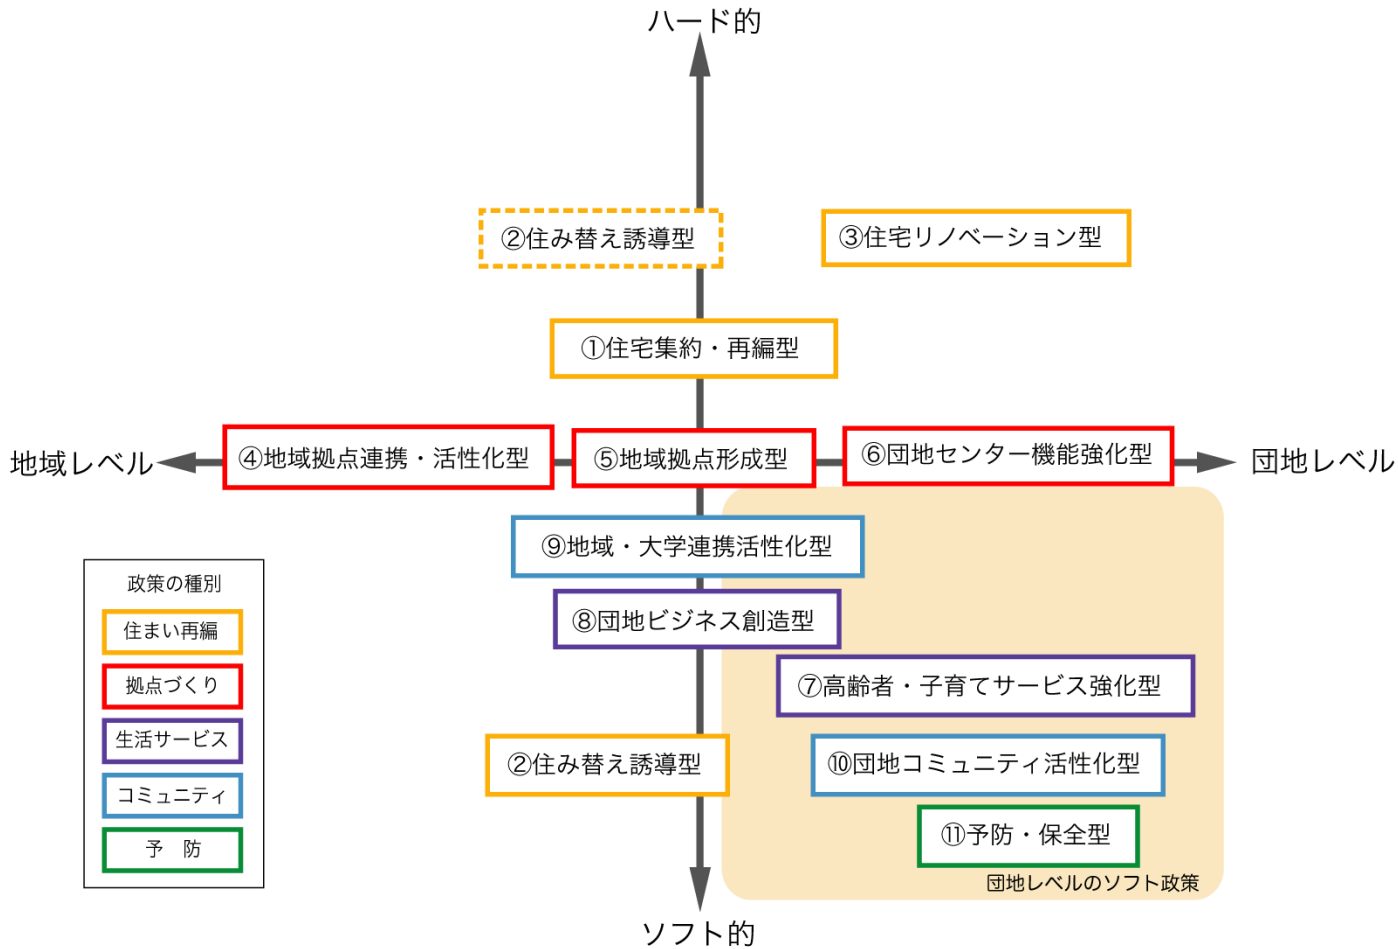 ハード的
②住み替え誘導型
③住宅リノベーション型
①住宅集約・再編型
地域レベル
④地域拠点連携・活性化型
⑤地域拠点形成型
⑥団地センター機能強化型
団地レベル
⑨地域・大学連携活性化型
⑧団地ビジネス創造型
⑦高齢者・子育てサービス強化型
②住み替え誘導型
⑩団地コミュニティ活性化型
⑪予防・保全型
団地レベルのソフト政策
ソフト的
政策の種別
住まい再編
拠点づくり
生活サービス
コミュニティ
予　防